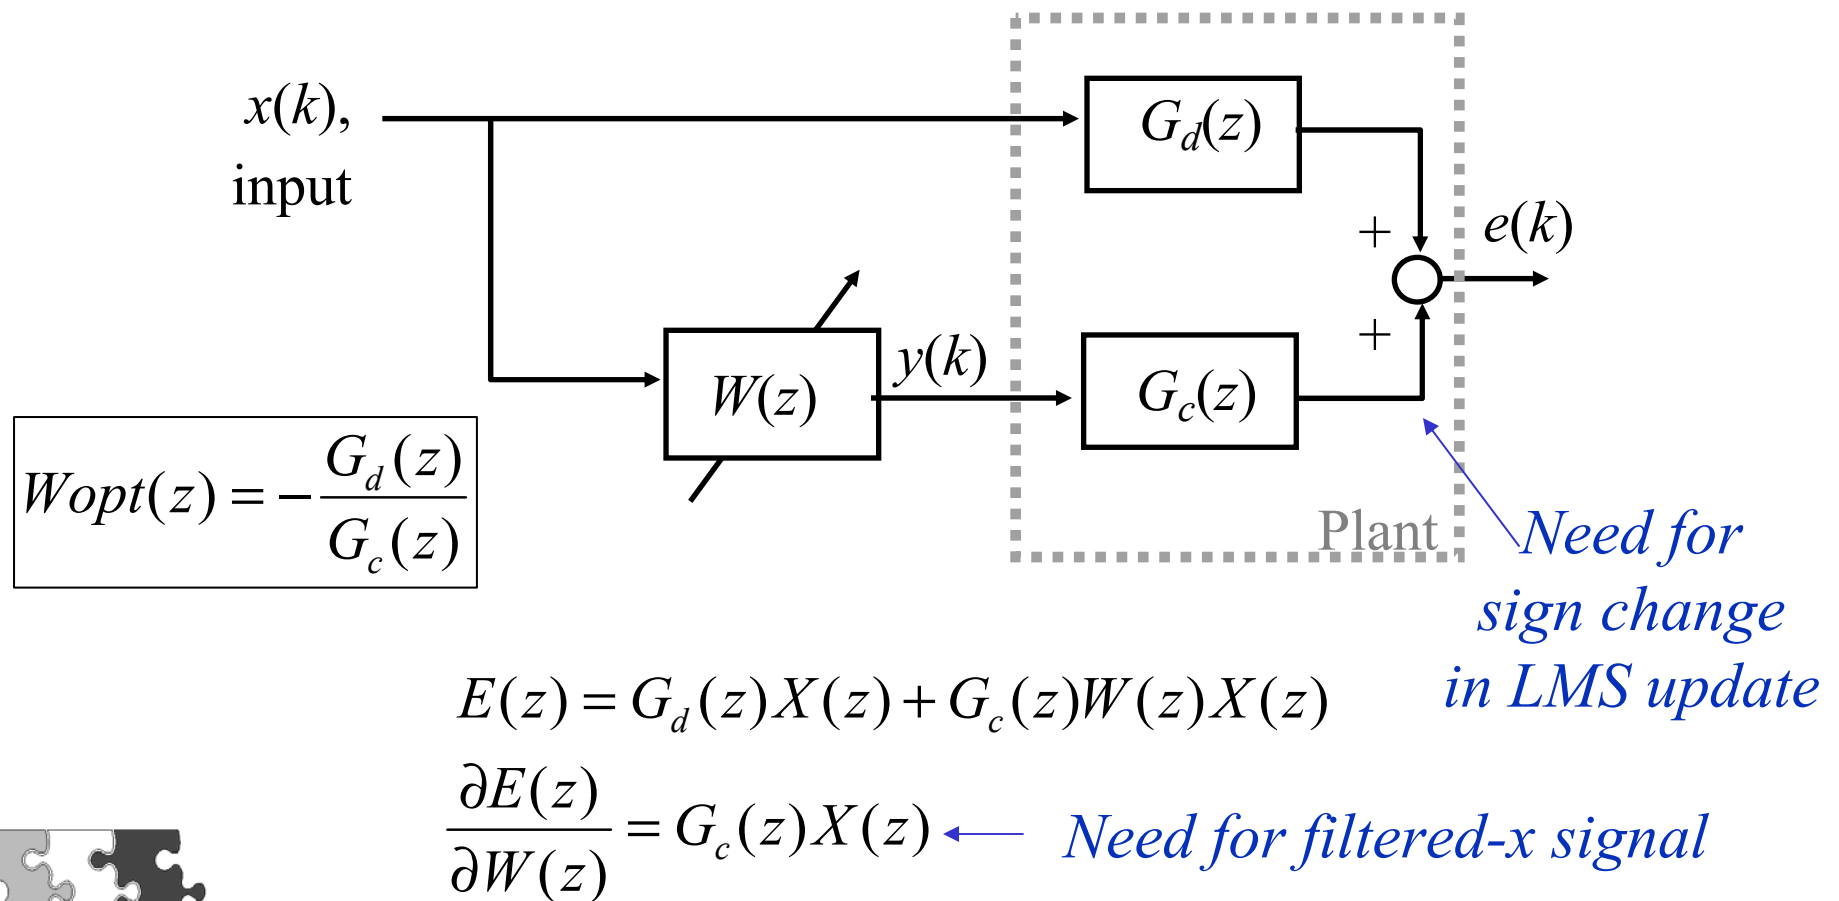 x(k),
input
G_d(z)
+
e(k)
+
W(z)
y(k)
G_c(z)
Plant
Wopt(z) = − G_d(z) / G_c(z)
Need for
sign change
in LMS update
E(z) = G_d(z)X(z) + G_c(z)W(z)X(z)
∂E(z) / ∂W(z) = G_c(z)X(z)
Need for filtered-x signal